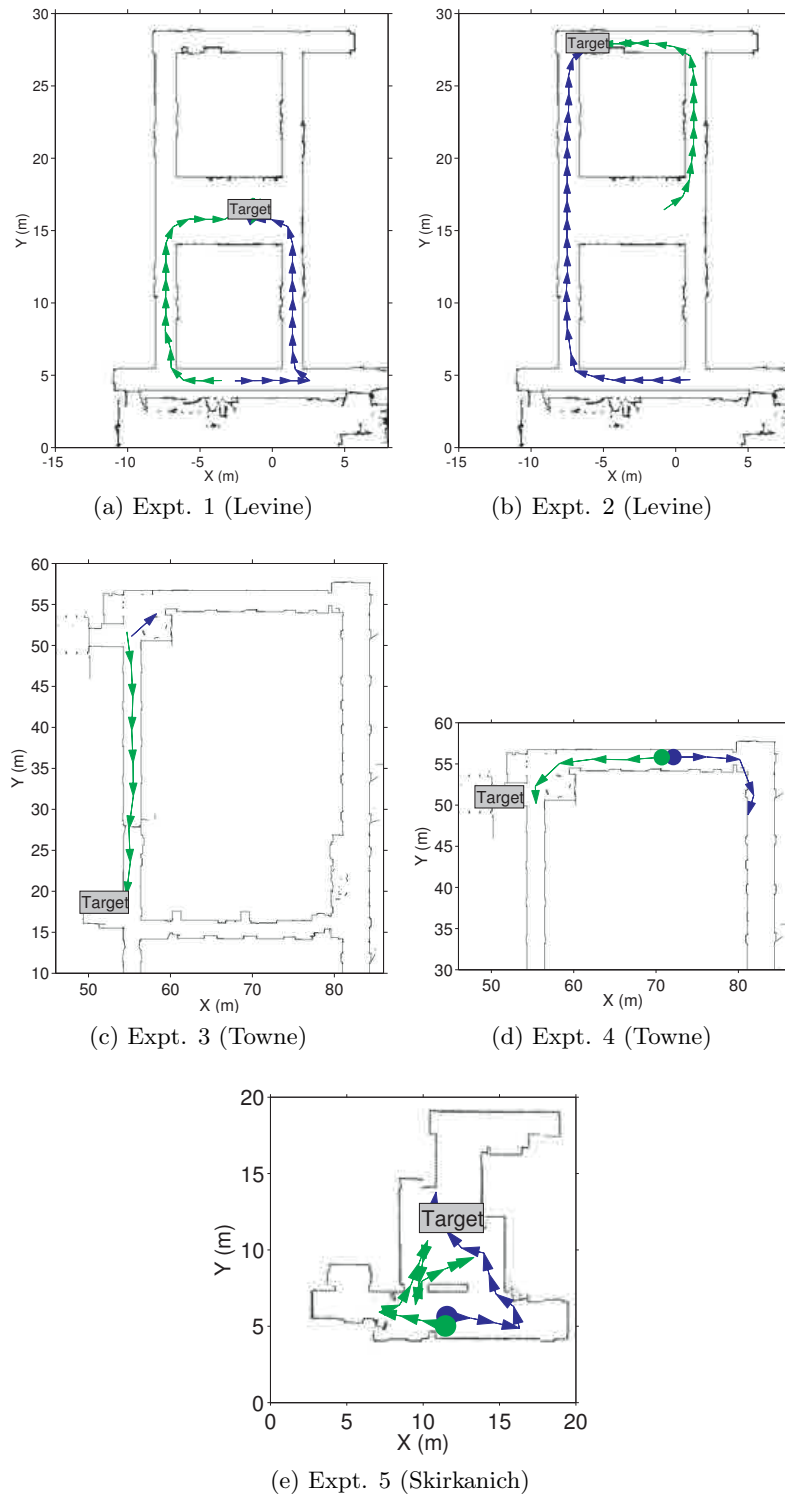 30
25
20
15
10
5
0
Y (m)
Target
-15 -10 -5 0 5
X (m)
(a) Expt. 1 (Levine)
30
25
20
15
10
5
0
Y (m)
Target
-15 -10 -5 0 5
X (m)
(b) Expt. 2 (Levine)
60
55
50
45
40
35
30
25
20
15
10
Y (m)
Target
50 60 70 80
X (m)
(c) Expt. 3 (Towne)
60
55
50
45
40
35
30
Y (m)
Target
50 60 70 80
X (m)
(d) Expt. 4 (Towne)
20
15
10
5
0
Y (m)
Target
0 5 10 15 20
X (m)
(e) Expt. 5 (Skirkanich)